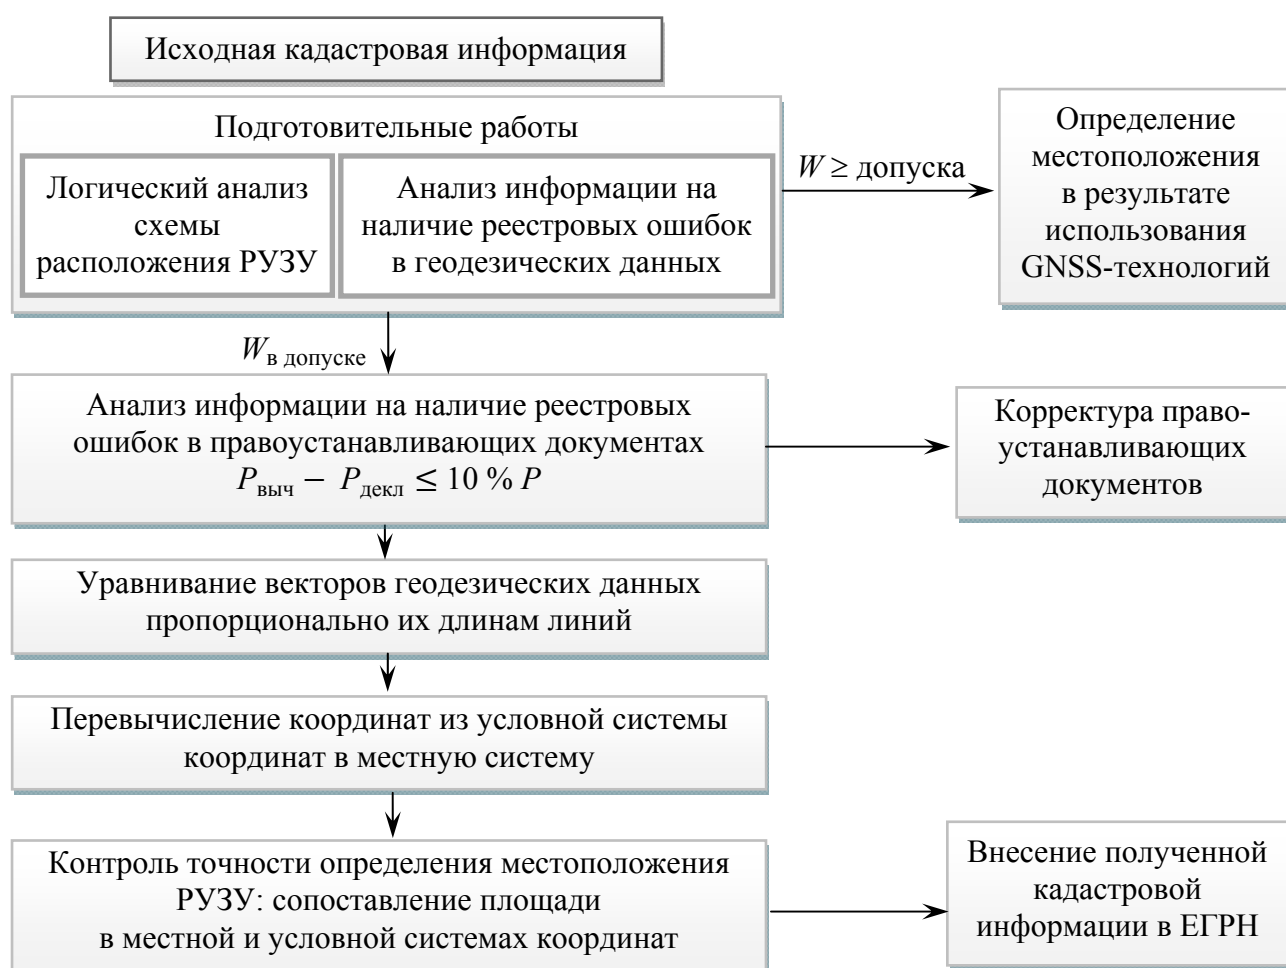 Исходная кадастровая информация
Подготовительные работы
Логический анализ
схемы
расположения РУЗУ
Анализ информации на
наличие реестровых ошибок
в геодезических данных
W ≥ допуска
Определение
местоположения
в результате
использования
GNSS-технологий
W в допуске
Анализ информации на наличие реестровых
ошибок в правоустанавливающих документах
P выч − P декл ≤ 10 % P
Корректура право-
устанавливающих
документов
Уравнивание векторов геодезических данных
пропорционально их длинам линий
Перевычисление координат из условной системы
координат в местную систему
Контроль точности определения местоположения
РУЗУ: сопоставление площади
в местной и условной системах координат
Внесение полученной
кадастровой
информации в ЕГРН